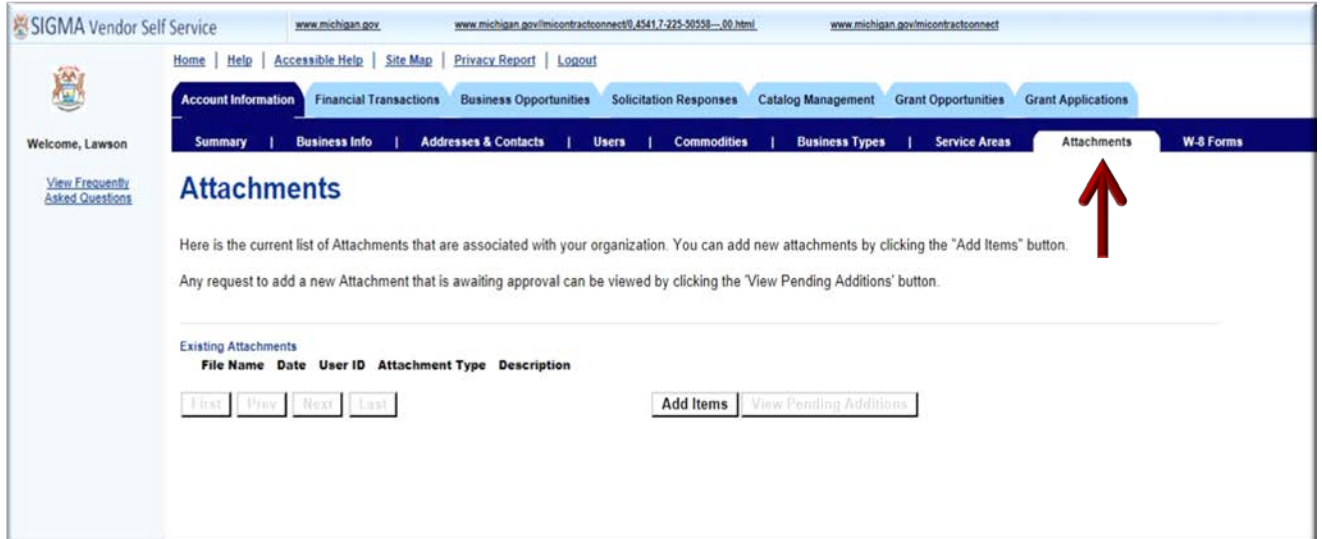 SIGMA Vendor Self Service www.michigan.gov www.michigan.gov//micontractconnect/0,4541,7-225-50558---,00.html www.michigan.gov/micontractconnect
Home | Help | Accessible Help | Site Map | Privacy Report | Logout
Account Information Financial Transactions Business Opportunities Solicitation Responses Catalog Management Grant Opportunities Grant Applications
Welcome, Lawson
Summary | Business Info | Addresses & Contacts | Users | Commodities | Business Types | Service Areas Attachments W-8 Forms
View Frequently
Asked Questions
Attachments
Here is the current list of Attachments that are associated with your organization. You can add new attachments by clicking the "Add Items" button.
Any request to add a new Attachment that is awaiting approval can be viewed by clicking the 'View Pending Additions' button.
Existing Attachments
File Name Date User ID Attachment Type Description
First Prev Next Last Add Items View Pending Additions